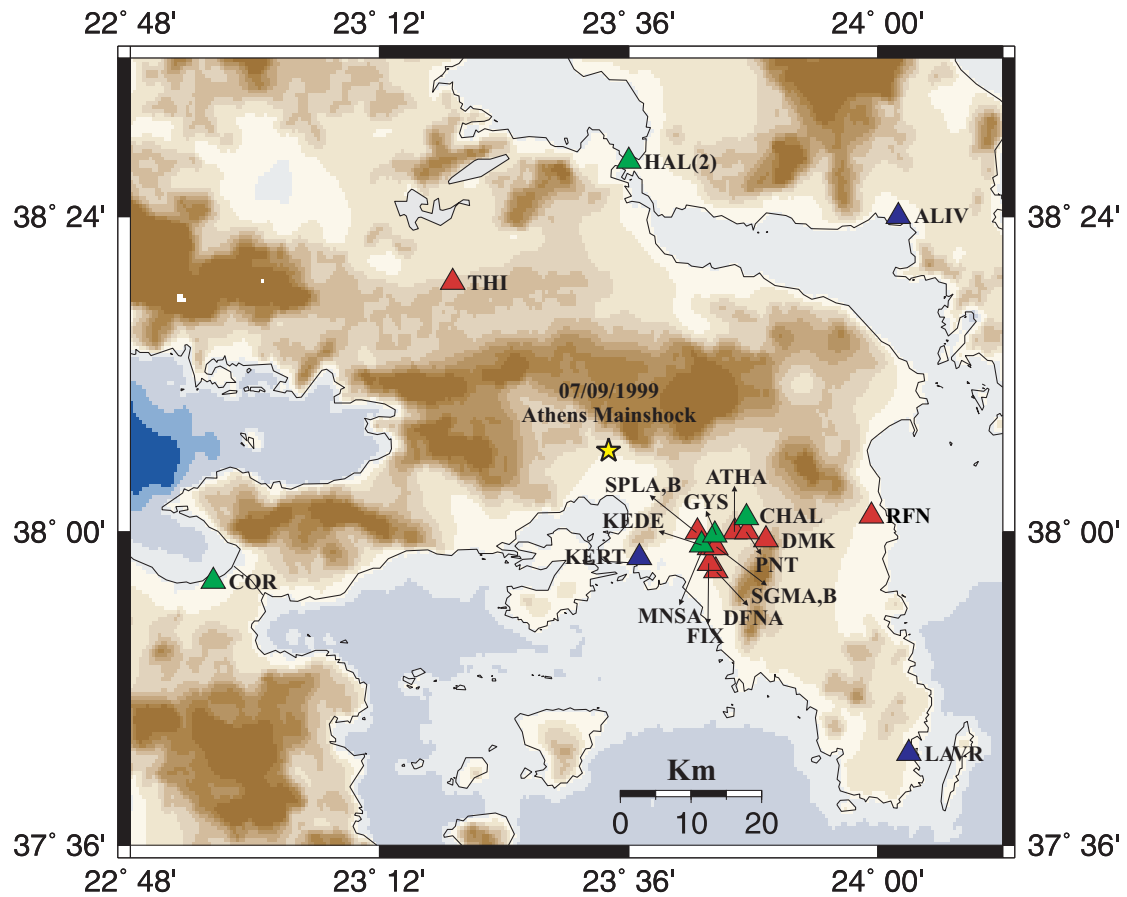 22° 48'
23° 12'
23° 36'
24° 00'
HAL(2)
38° 24'
ALIV
38° 24'
THI
07/09/1999
Athens Mainshock
ATHA
SPLA,B
GYS
KEDE
CHAL
RFN
38° 00'
38° 00'
DMK
KERT
PNT
COR
SGMA,B
MNSA
DFNA
FIX
LAVR
Km
0 10 20
37° 36'
37° 36'
22° 48'
23° 12'
23° 36'
24° 00'